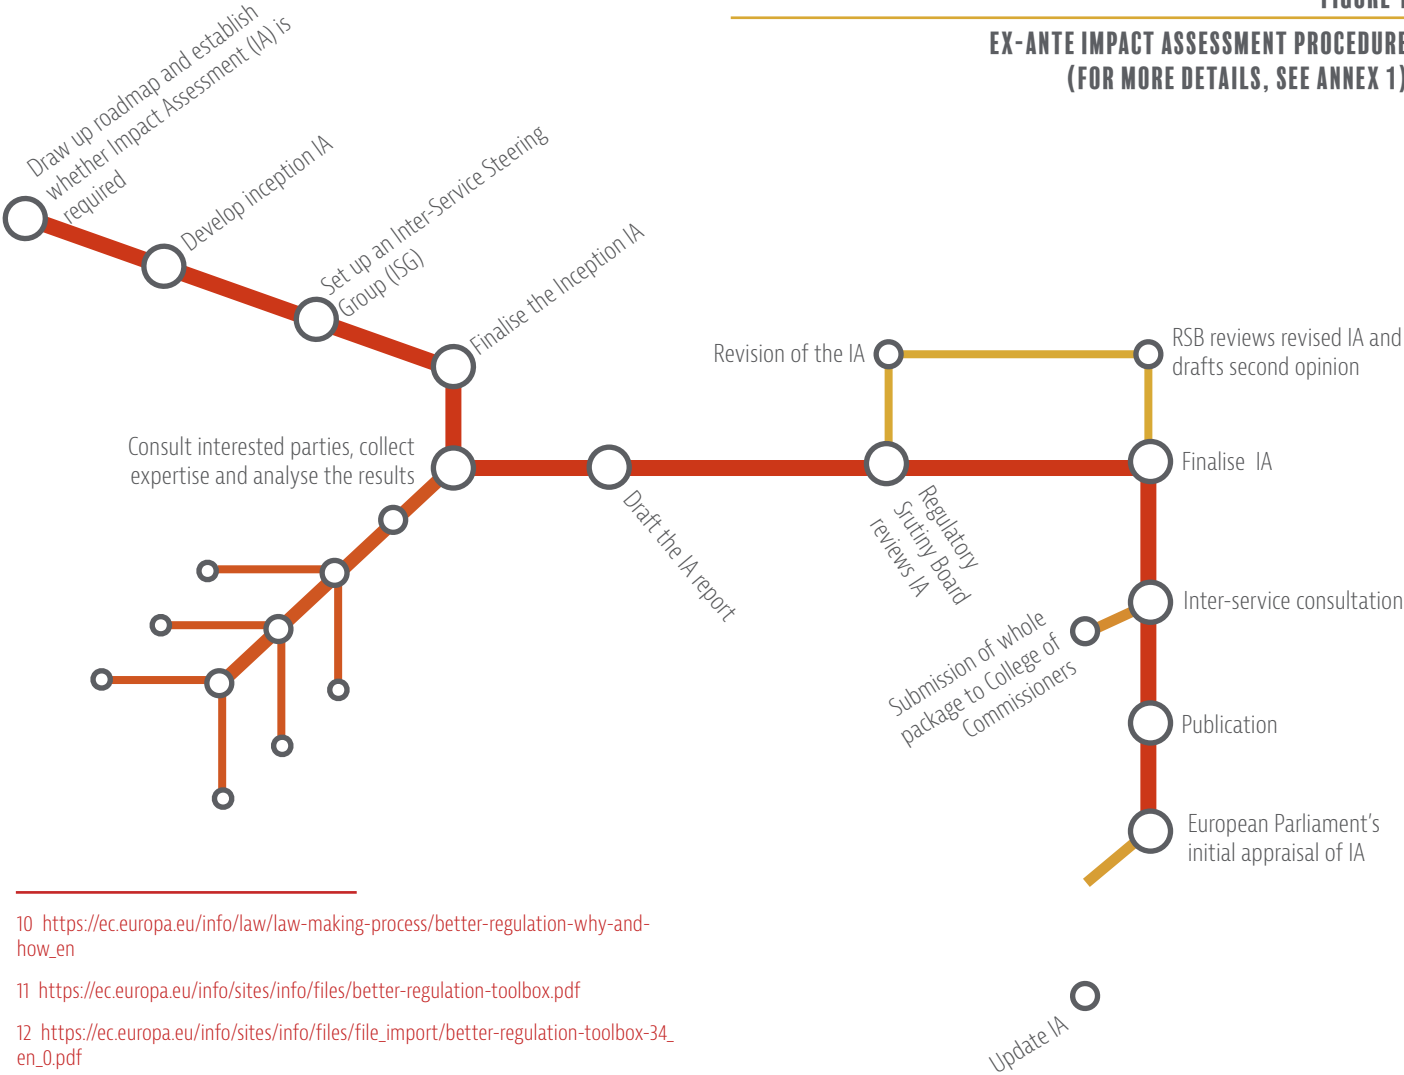 FIGURE
EX-ANTE IMPACT ASSESSMENT PROCEDURE
(FOR MORE DETAILS, SEE ANNEX 1)
Draw up roadmap and establish
whether Impact Assessment (IA) is
required
Develop inception IA
Set up an Inter-Service Steering
Group (ISG)
Finalise the Inception IA
Consult interested parties, collect
expertise and analyse the results
Draft the IA report
Revision of the IA
RSB reviews revised IA and
drafts second opinion
Regulatory
Srutiny Board
reviews IA
Finalise IA
Inter-service consultation
Submission of whole
package to College of
Commissioners
Publication
European Parliament's
initial appraisal of IA
Update IA
10 https://ec.europa.eu/info/law/law-making-process/better-regulation-why-and-
how_en
11 https://ec.europa.eu/info/sites/info/files/better-regulation-toolbox.pdf
12 https://ec.europa.eu/info/sites/info/files/file_import/better-regulation-toolbox-34_
en_0.pdf